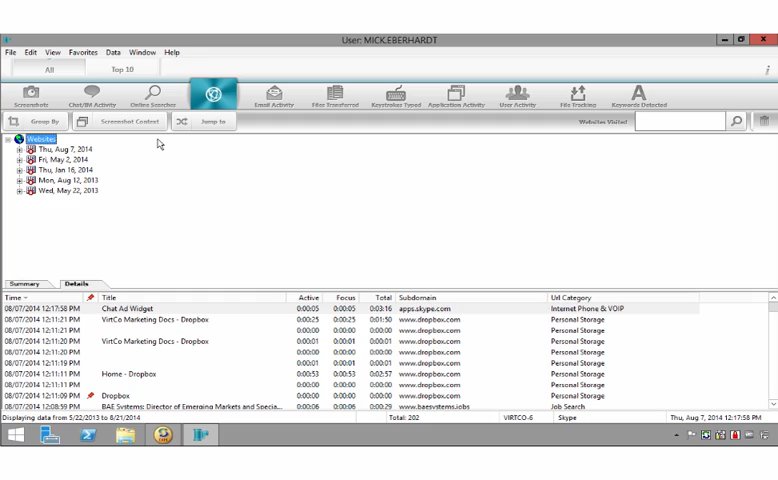 User: MICK.EBERHARDT
File Edit View Favorites Data Window Help
All Top 10
Screenshots Chat/IM Activity Online Searches Email Activity Files Transferred Keystrokes Typed Application Activity User Activity File Tracking Keywords Detected
Group By Screenshot Content Jump to Websites Visited
Websites
Thu, Aug 7, 2014
Fri, May 2, 2014
Thu, Jan 16, 2014
Mon, Aug 12, 2013
Wed, May 22, 2013
Summary Details
Time Title Active Focus Total Subdomain Url Category
08/07/2014 12:17:58 PM Chat Ad Widget 0:00:05 0:00:05 0:03:16 apps.skype.com Internet Phone & VOIP
08/07/2014 12:11:21 PM VirtCo Marketing Docs - Dropbox 0:00:25 0:00:25 0:01:50 www.dropbox.com Personal Storage
08/07/2014 12:11:21 PM 0:00:00 0:00:00 0:00:00 www.dropbox.com Personal Storage
08/07/2014 12:11:21 PM VirtCo Marketing Docs - Dropbox 0:00:01 0:00:01 0:00:01 www.dropbox.com Personal Storage
08/07/2014 12:11:20 PM 0:00:00 0:00:00 0:00:00 www.dropbox.com Personal Storage
08/07/2014 12:11:19 PM 0:00:01 0:00:01 0:00:01 www.dropbox.com Personal Storage
08/07/2014 12:11:12 PM Home - Dropbox 0:00:53 0:00:53 0:02:57 www.dropbox.com Personal Storage
08/07/2014 12:11:11 PM 0:00:00 0:00:00 0:00:00 www.dropbox.com Personal Storage
08/07/2014 12:11:09 PM Dropbox 0:00:00 0:00:00 0:00:00 www.dropbox.com Personal Storage
08/07/2014 12:08:59 PM BAE Systems: Director of Emerging Markets and Specia... 0:00:06 0:00:06 0:00:29 www.baesystems.jobs Job Search
Displaying data from 5/22/2013 to 8/21/2014 Total: 202 VIRTCO-6 Skype Thu, Aug 7, 2014 12:17:58 PM